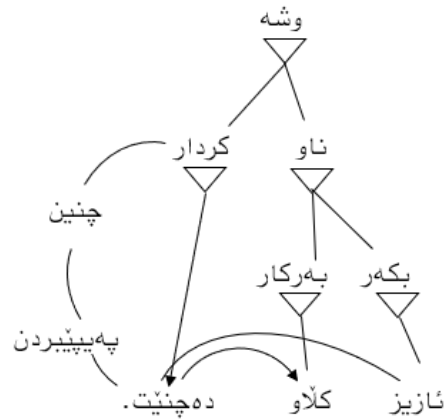 وشە
ناو کردار
چنین
بکەر بەرکار
پەیپێبردن
ئازیز کڵاو دەچنێت.